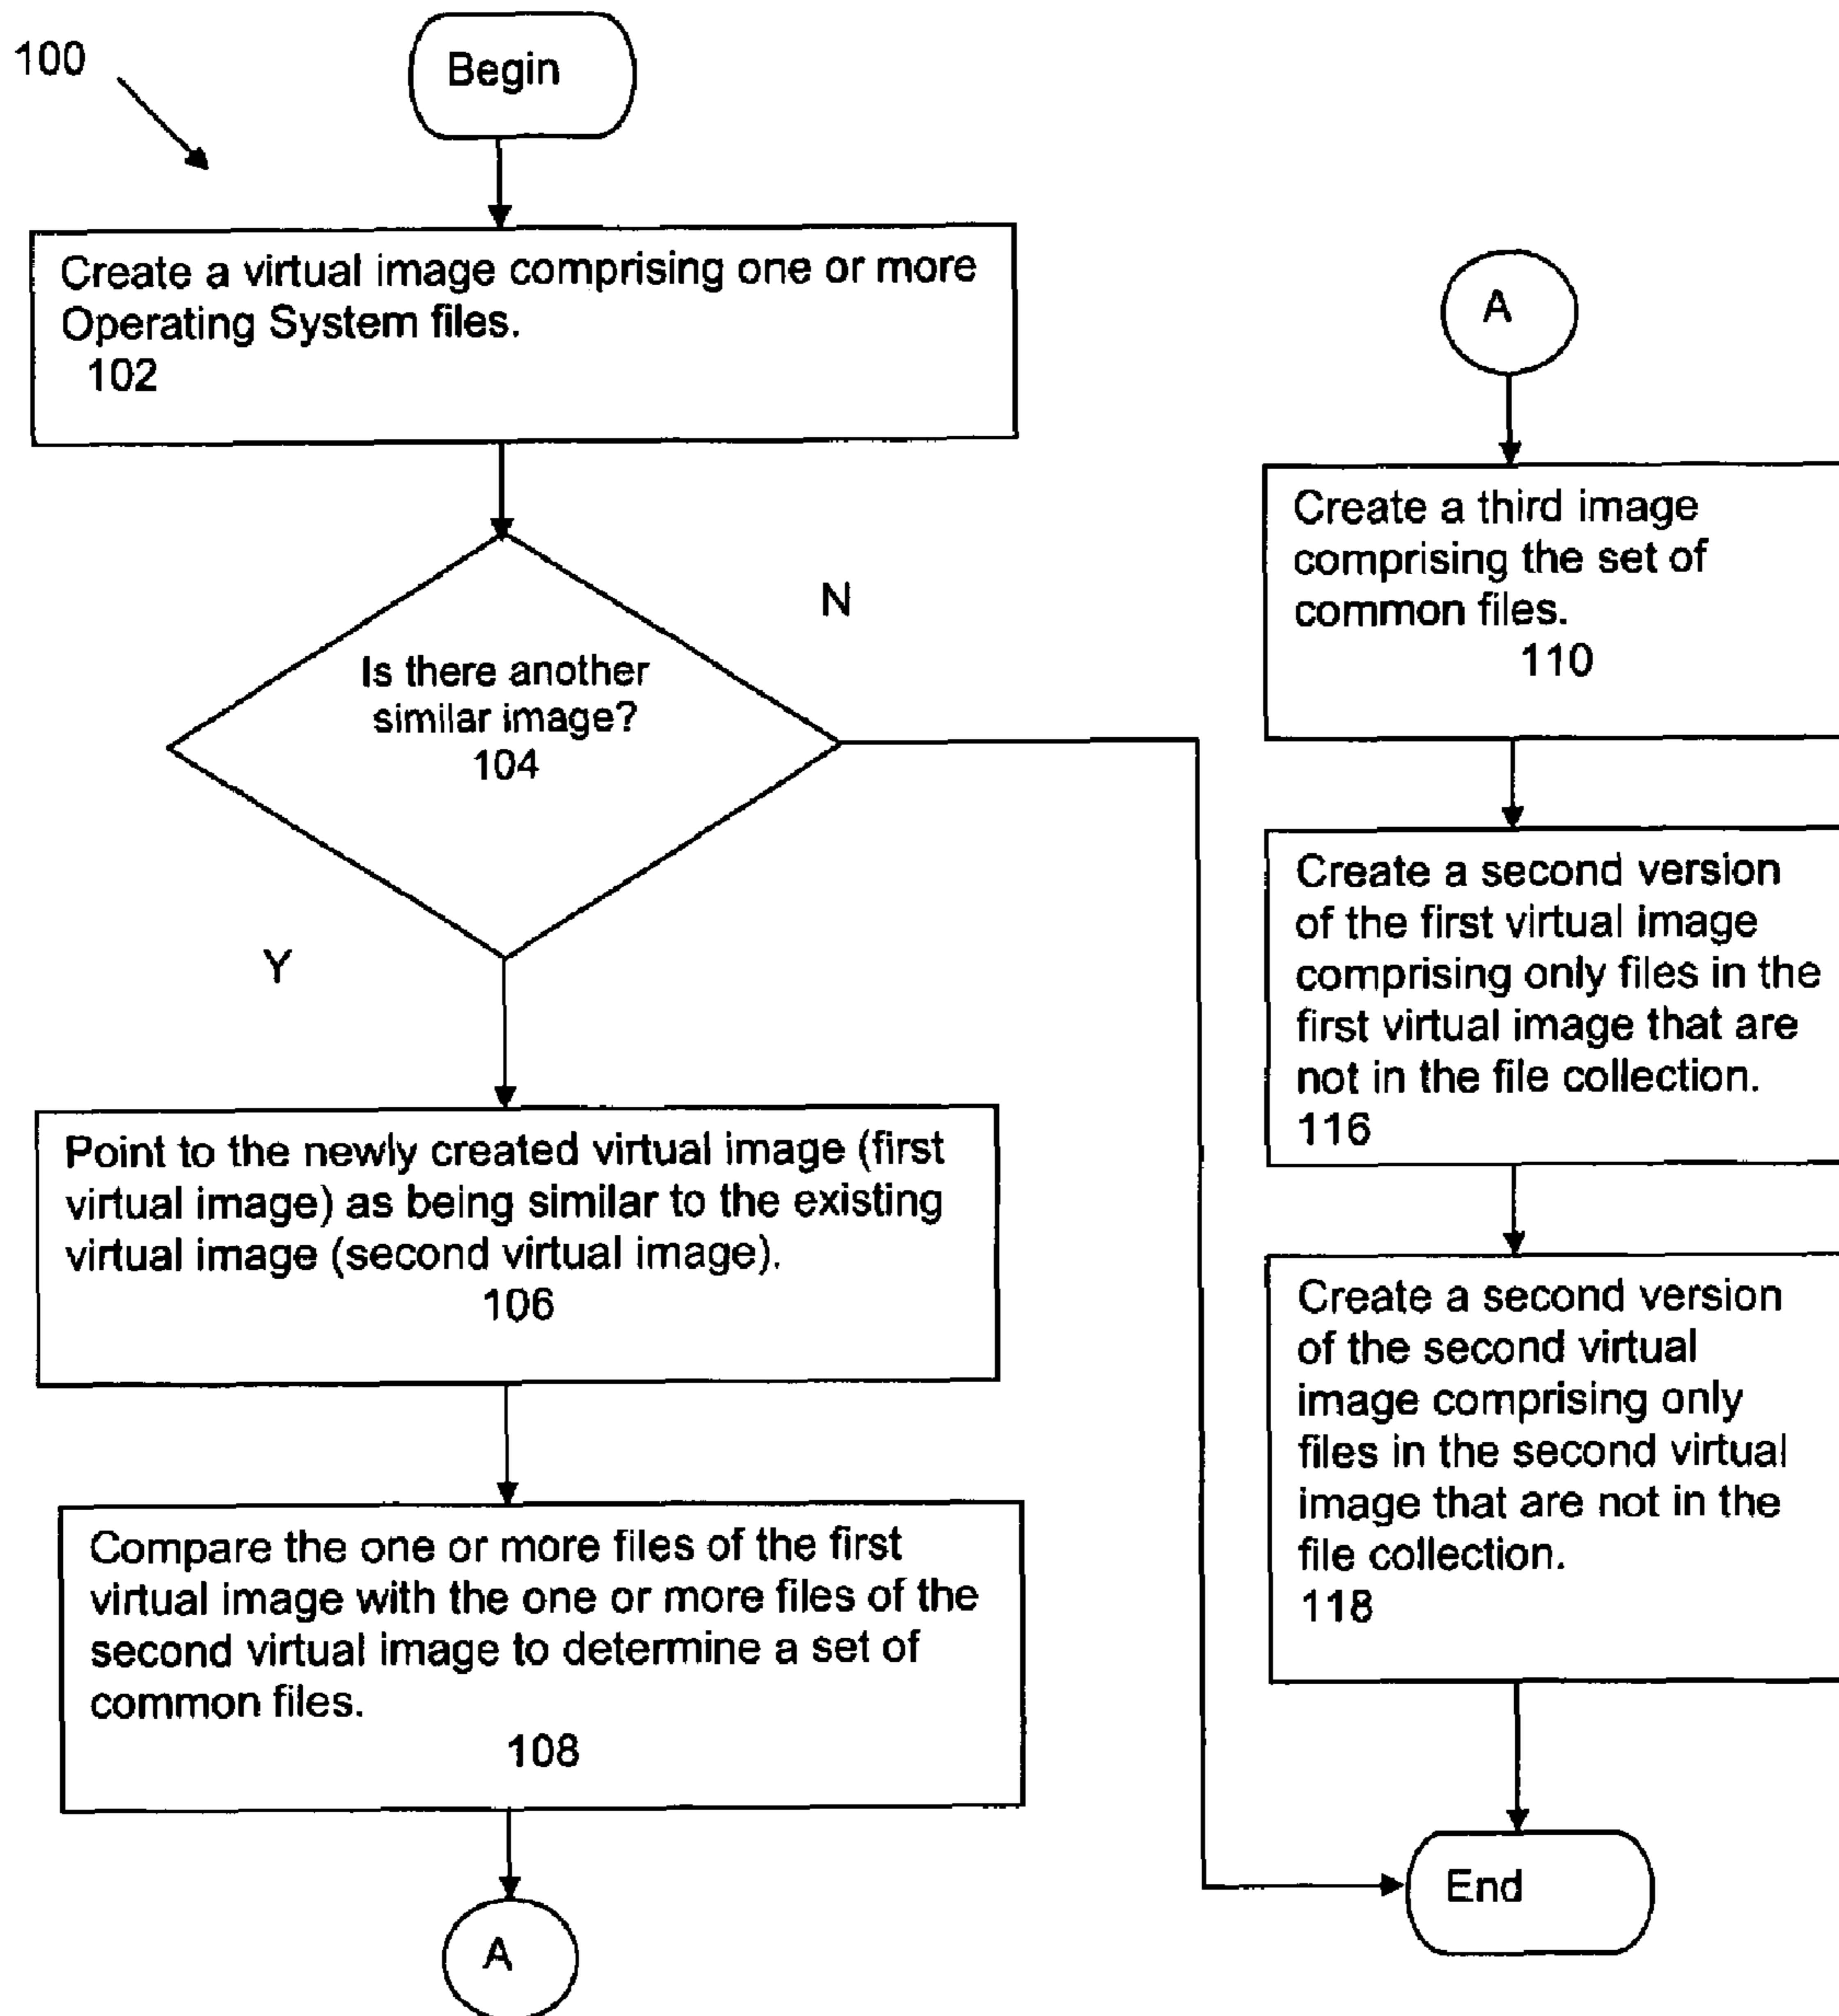 100
Begin
Create a virtual image comprising one or more
Operating System files.
102
Is there another
similar image?
104
N
Y
Point to the newly created virtual image (first
virtual image) as being similar to the existing
virtual image (second virtual image).
106
Compare the one or more files of the first
virtual image with the one or more files of the
second virtual image to determine a set of
common files.
108
A
A
Create a third image
comprising the set of
common files.
110
Create a second version
of the first virtual image
comprising only files in the
first virtual image that are
not in the file collection.
116
Create a second version
of the second virtual
image comprising only
files in the second virtual
image that are not in the
file collection.
118
End